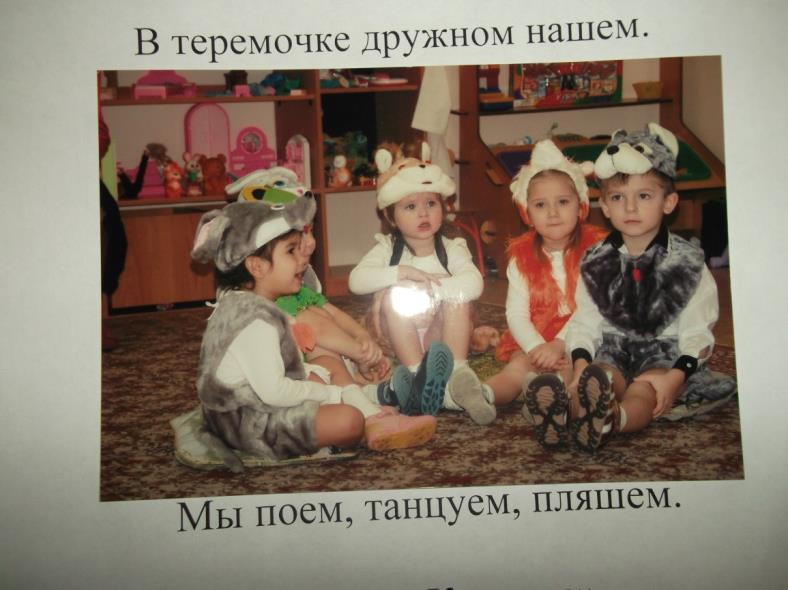 В теремочке дружном нашем.
Мы поем, танцуем, пляшем.